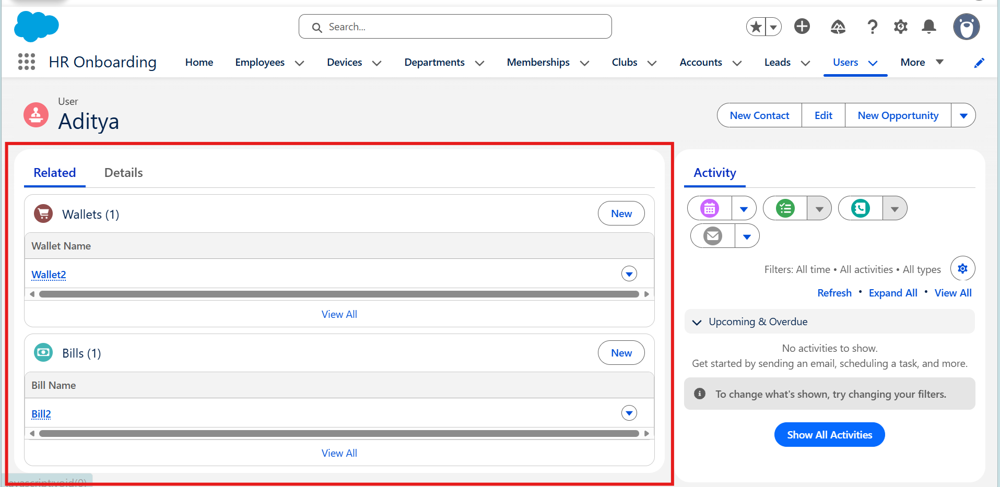 Search...
HR Onboarding Home Employees Devices Departments Memberships Clubs Accounts Leads Users More
User
Aditya
New Contact Edit New Opportunity
Related Details
Wallets (1)
New
Wallet Name
Wallet2
View All
Bills (1)
New
Bill Name
Bill2
View All
javascript:void(0)
Activity
Filters: All time • All activities • All types
Refresh • Expand All • View All
Upcoming & Overdue
No activities to show.
Get started by sending an email, scheduling a task, and more.
To change what's shown, try changing your filters.
Show All Activities